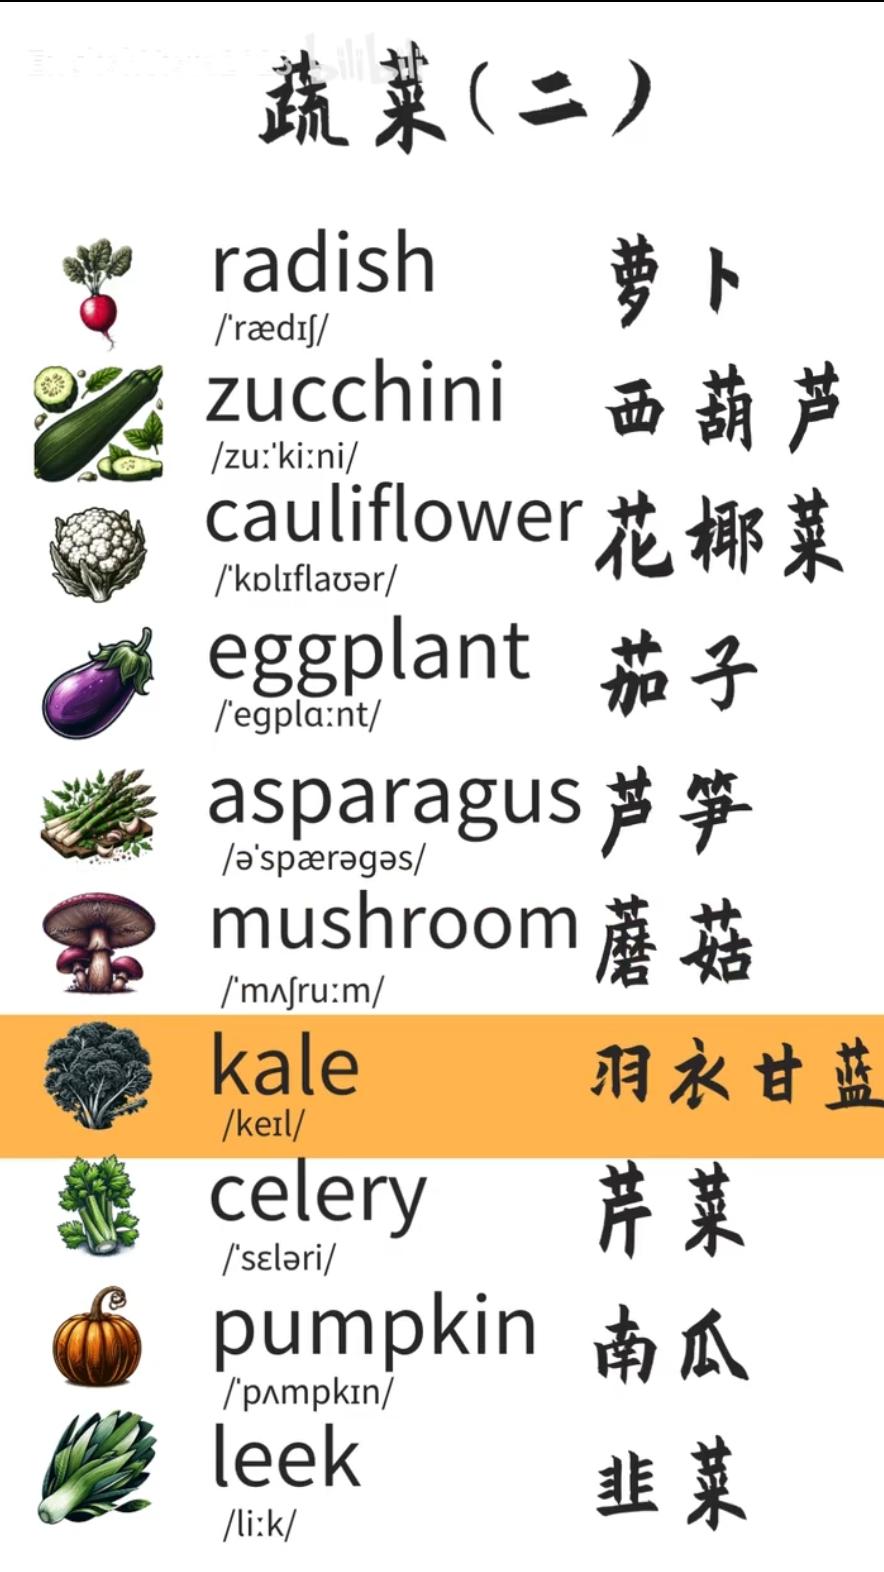 蔬菜（二）
radish 萝卜
/ˈrædɪʃ/
zucchini 西葫芦
/zuːˈkiːni/
cauliflower 花椰菜
/ˈkɒlɪflaʊər/
eggplant 茄子
/ˈegplɑːnt/
asparagus 芦笋
/əˈspærəgəs/
mushroom 蘑菇
/ˈmʌʃruːm/
kale 羽衣甘蓝
/keɪl/
celery 芹菜
/ˈsɛləri/
pumpkin 南瓜
/ˈpʌmpkɪn/
leek 韭菜
/liːk/